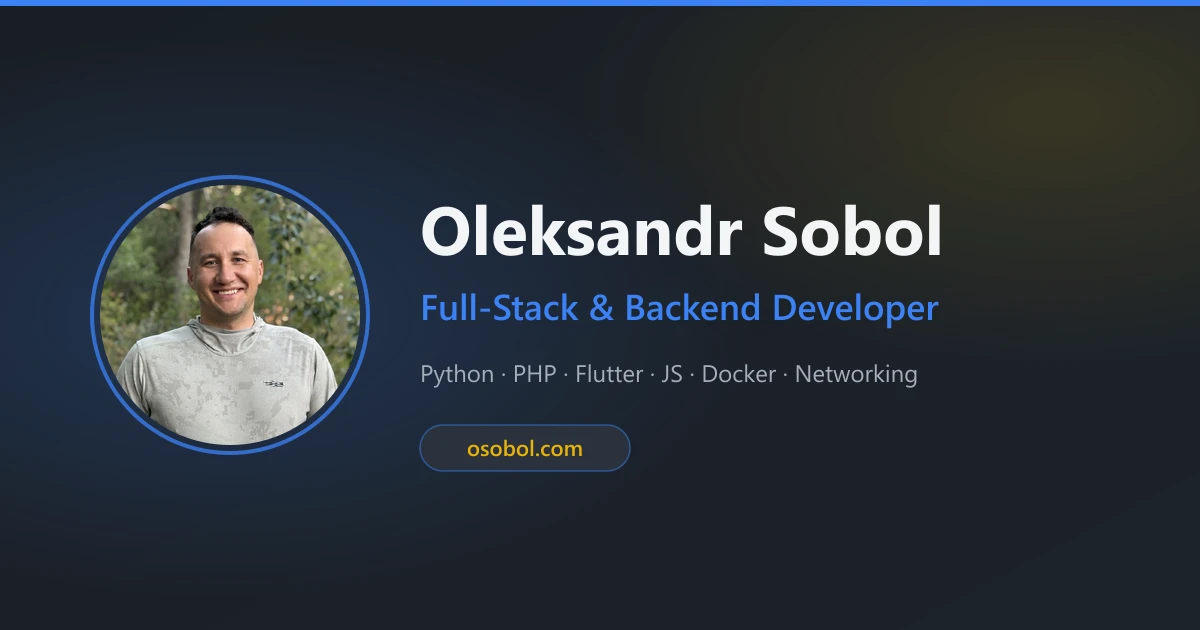 Oleksandr Sobol
Full-Stack & Backend Developer
Python · PHP · Flutter · JS · Docker · Networking
osobol.com